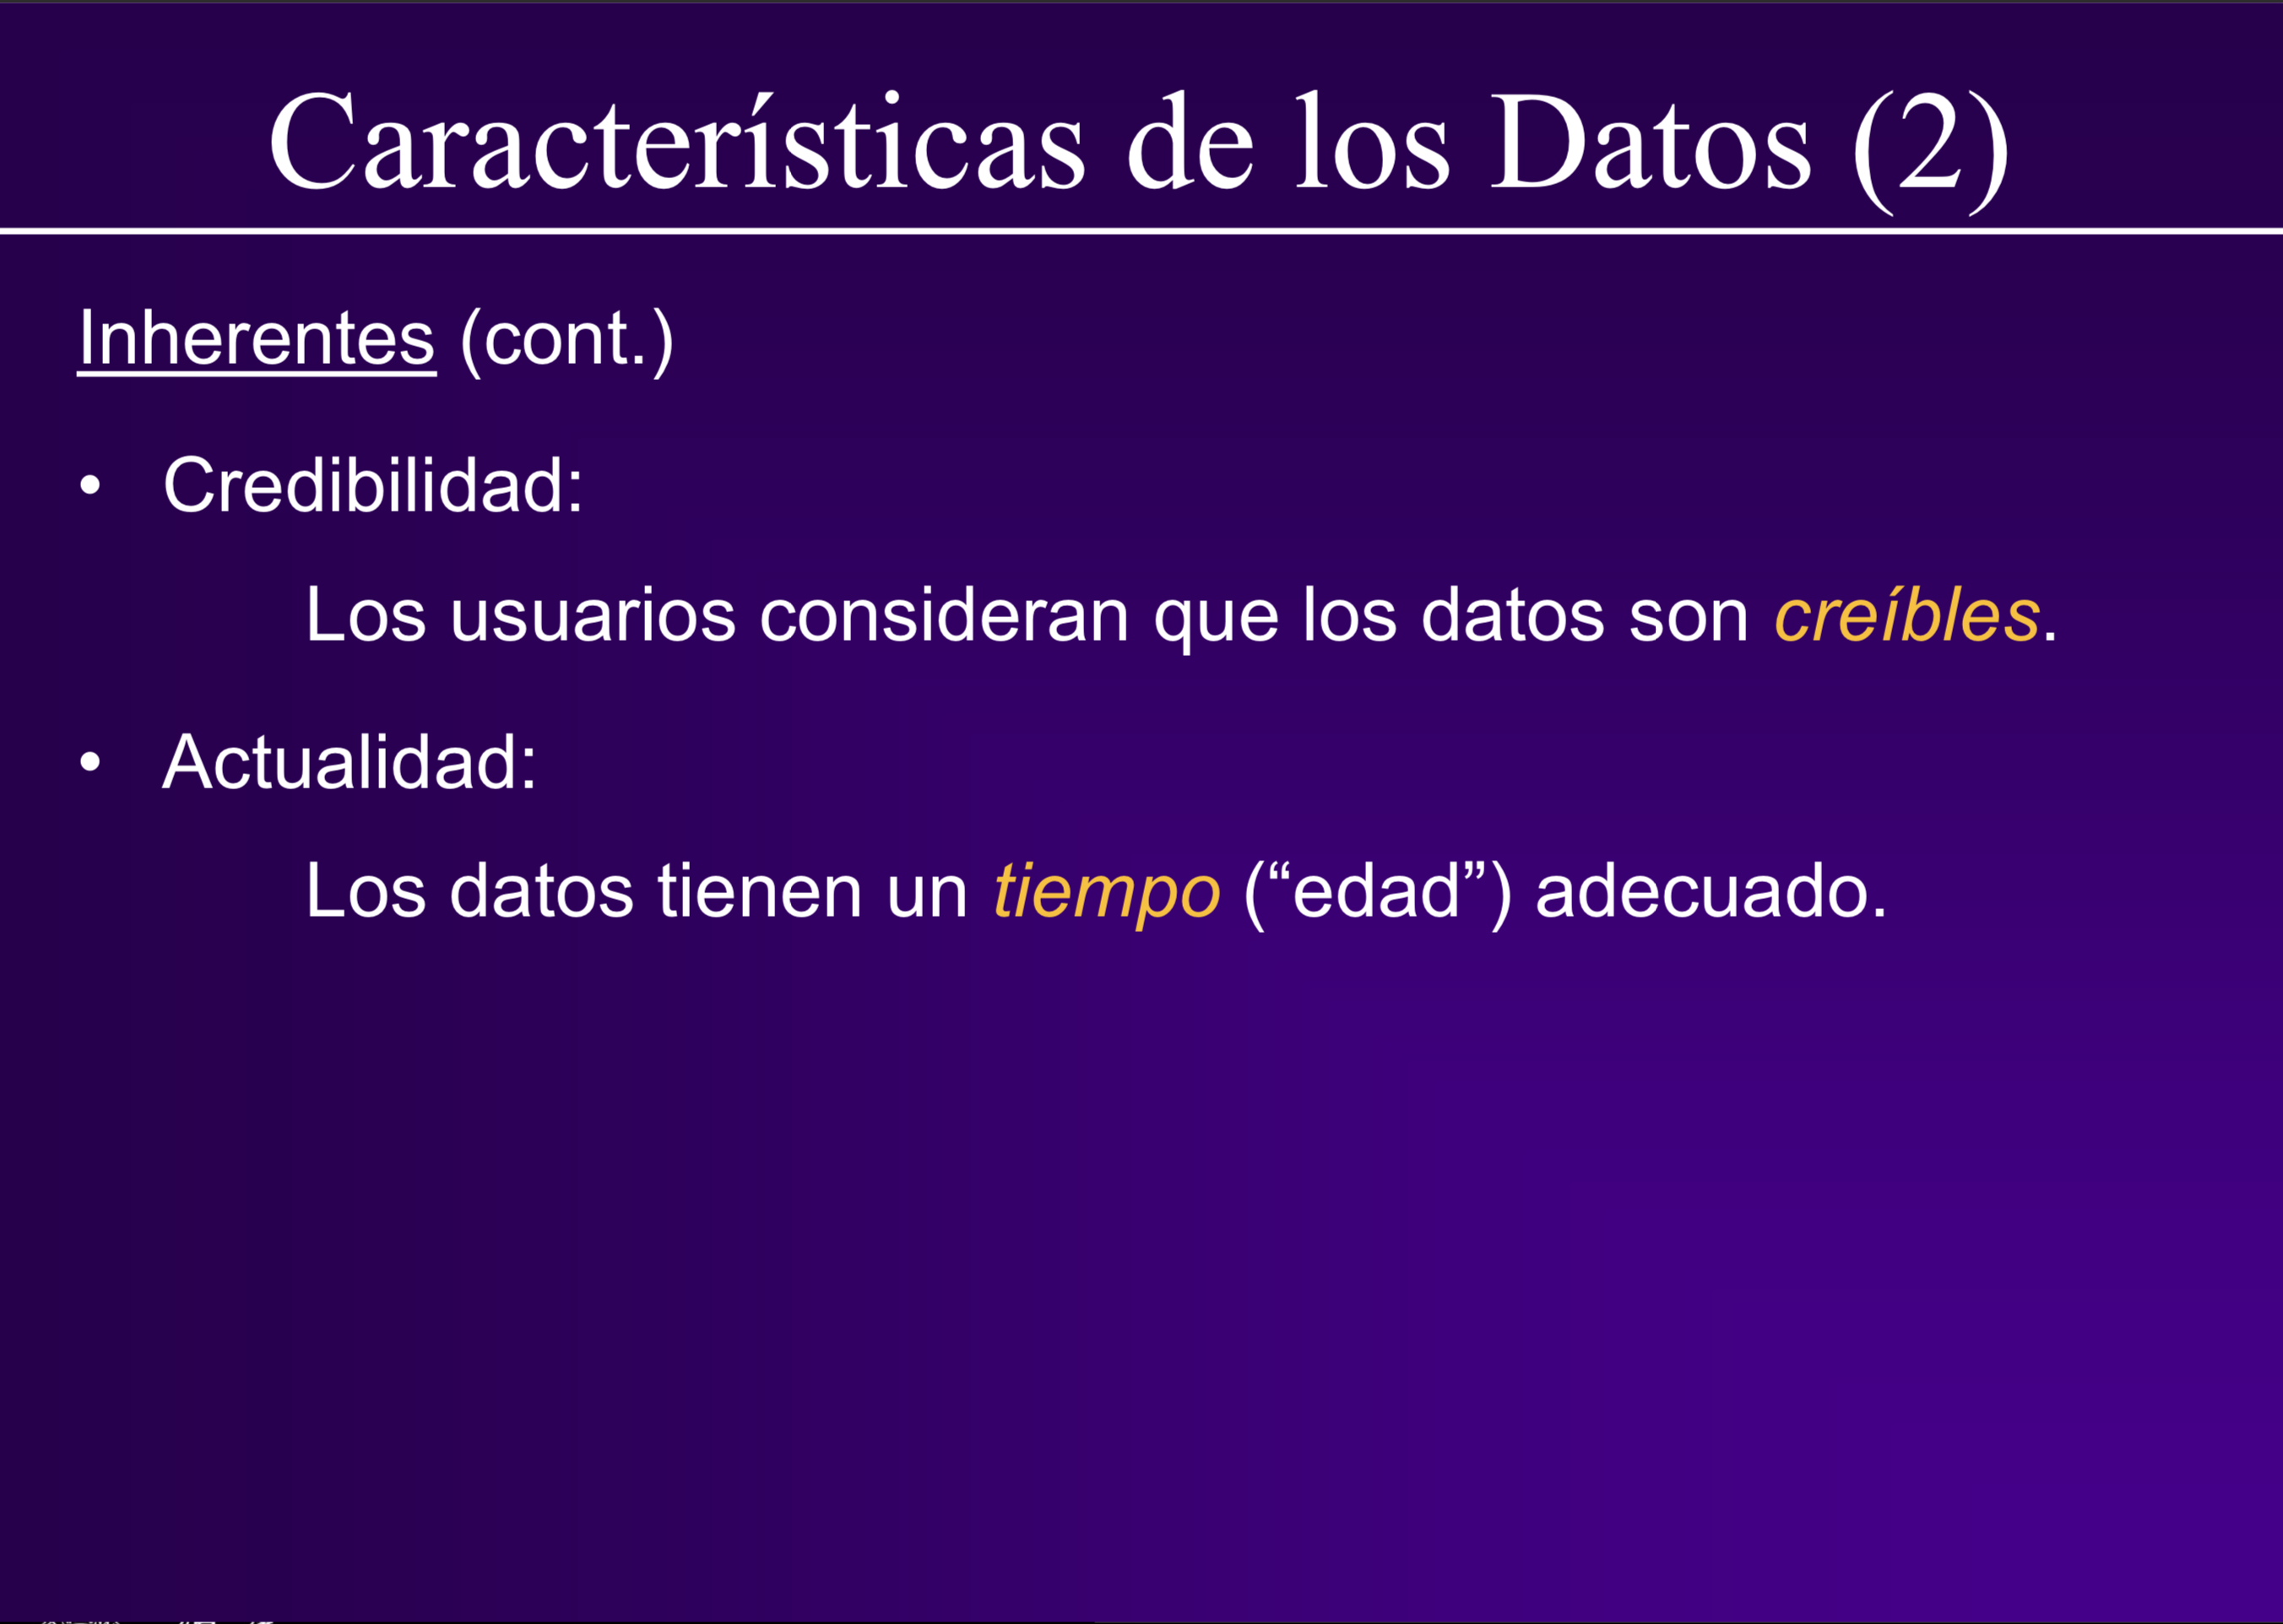 Características de los Datos (2)
Inherentes (cont.)
• Credibilidad:
Los usuarios consideran que los datos son creíbles.
• Actualidad:
Los datos tienen un tiempo (“edad”) adecuado.